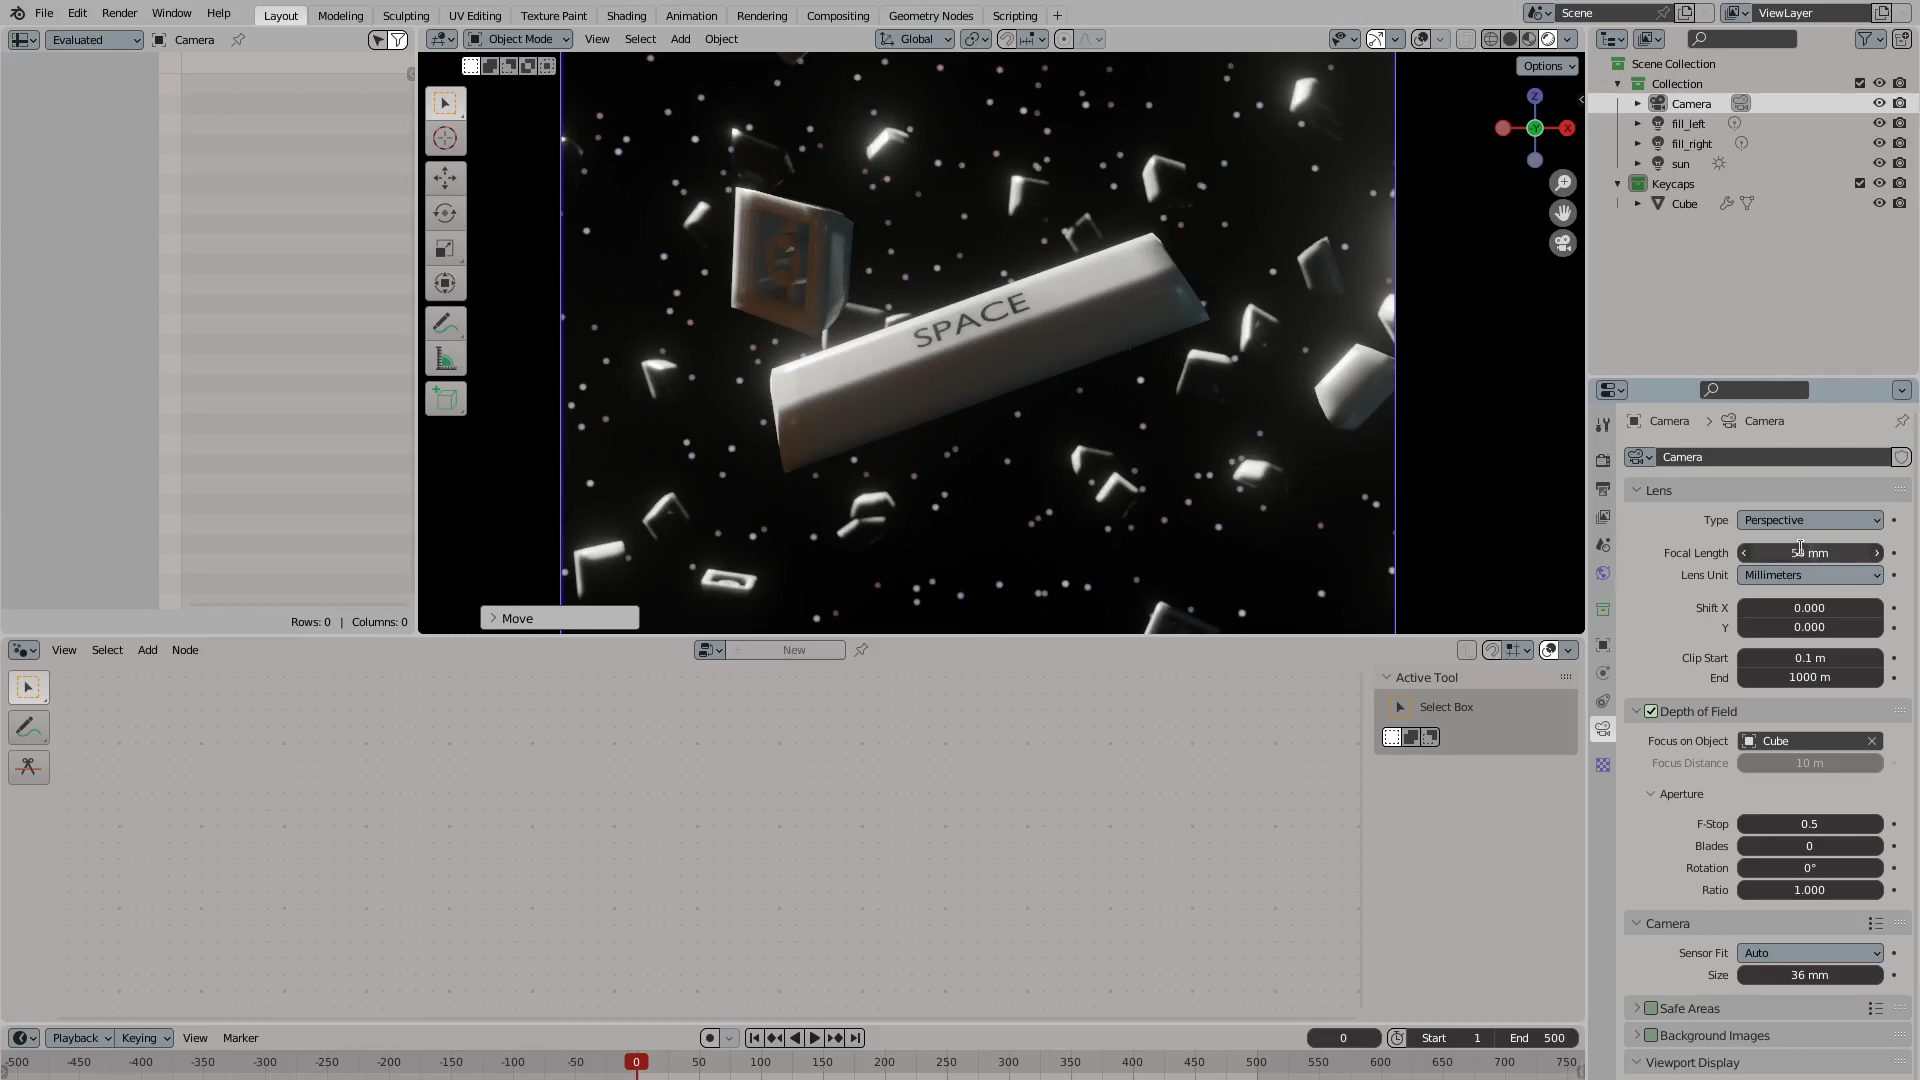 File Edit Render Window Help Layout Modeling Sculpting UV Editing Texture Paint Shading Animation Rendering Compositing Geometry Nodes Scripting + Scene ViewLayer
Evaluated Camera Object Mode View Select Add Object Global
Options
Z
-Y X
SPACE
Move
Rows: 0 | Columns: 0
Scene Collection
Collection
Camera
fill_left
fill_right
sun
Keycaps
Cube
Camera > Camera
Camera
Lens
Type Perspective
Focal Length mm
Lens Unit Millimeters
Shift X 0.000
Y 0.000
Clip Start 0.1 m
End 1000 m
Depth of Field
Focus on Object Cube
Focus Distance 10 m
Aperture
F-Stop 0.5
Blades 0
Rotation 0°
Ratio 1.000
Camera
Sensor Fit Auto
Size 36 mm
Safe Areas
Background Images
Viewport Display
View Select Add Node New
Active Tool
Select Box
Playback Keying View Marker 0 Start 1 End 500
-500 -450 -400 -350 -300 -250 -200 -150 -100 -50 0 50 100 150 200 250 300 350 400 450 500 550 600 650 700 750